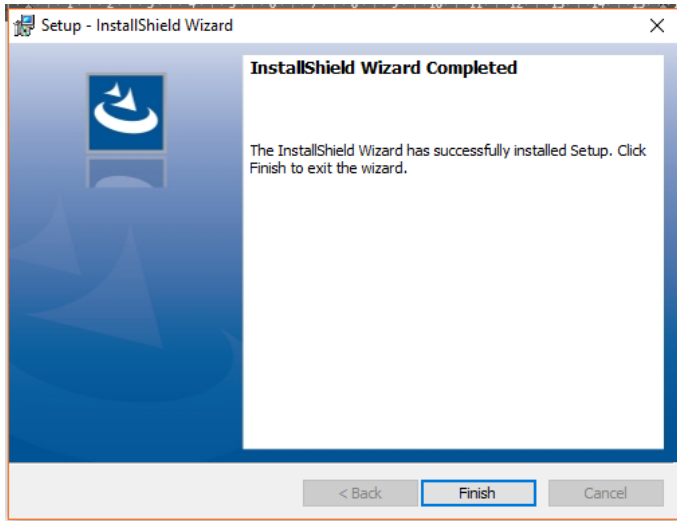 Setup - InstallShield Wizard
InstallShield Wizard Completed
The InstallShield Wizard has successfully installed Setup. Click
Finish to exit the wizard.
< Back
Finish
Cancel